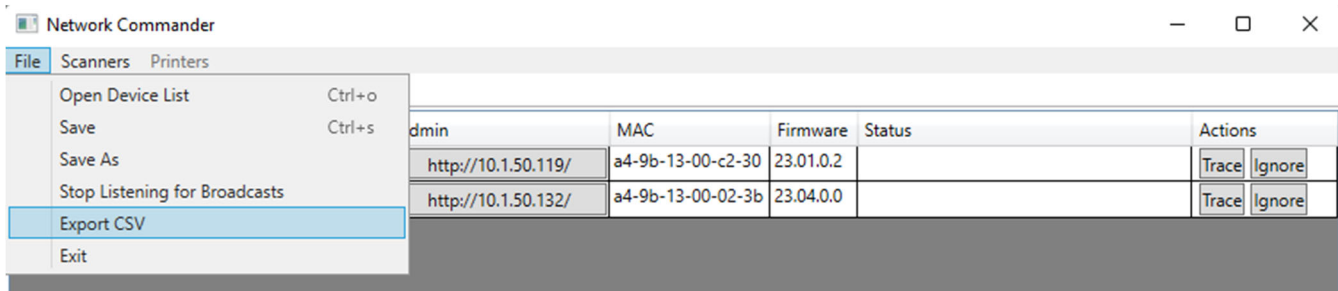 Network Commander
File Scanners Printers
Open Device List Ctrl+o
Save Ctrl+s
dmin MAC Firmware Status Actions
Save As
http://10.1.50.119/ a4-9b-13-00-c2-30 23.01.0.2 Trace Ignore
Stop Listening for Broadcasts
http://10.1.50.132/ a4-9b-13-00-02-3b 23.04.0.0 Trace Ignore
Export CSV
Exit